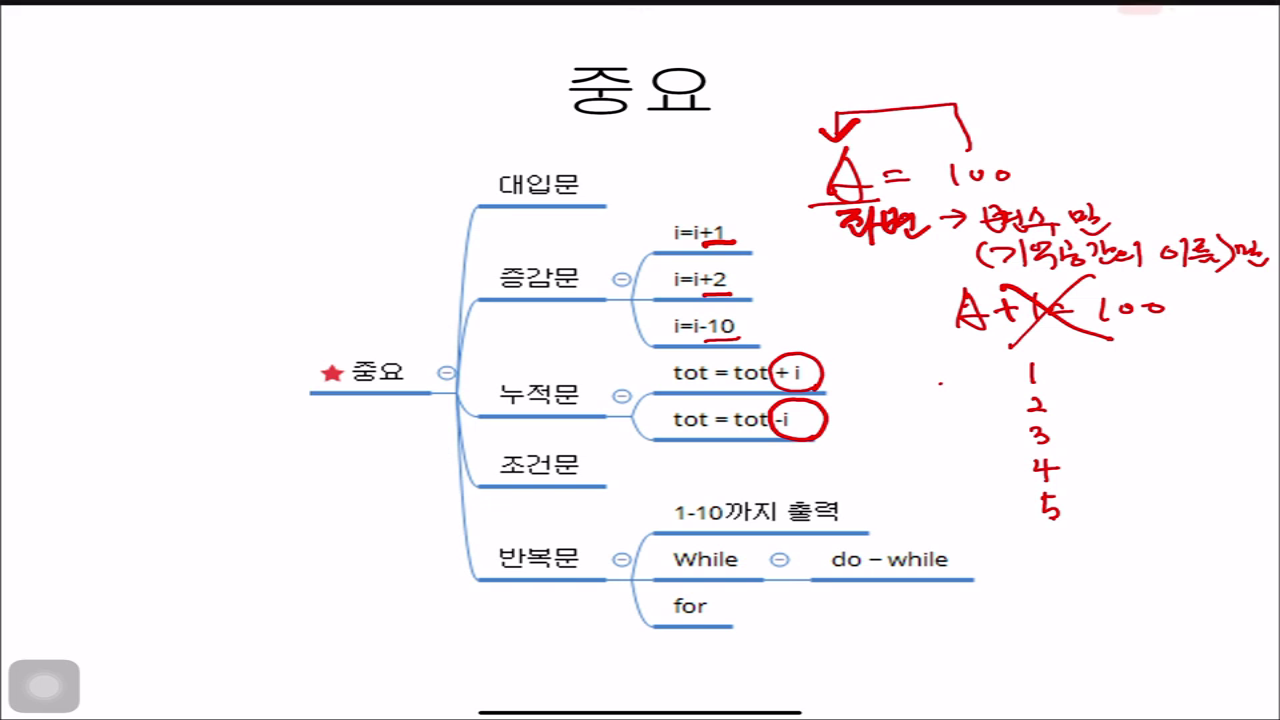 중요
대입문
i=i+1
증감문
i=i+2
i=i-10
중요
tot = tot + i
누적문
tot = tot -i
조건문
1-10까지 출력
반복문
While
do – while
for
A = 100
좌변 → 변수만
(기억공간의 이름)만
A+1= 100
1
2
3
4
5